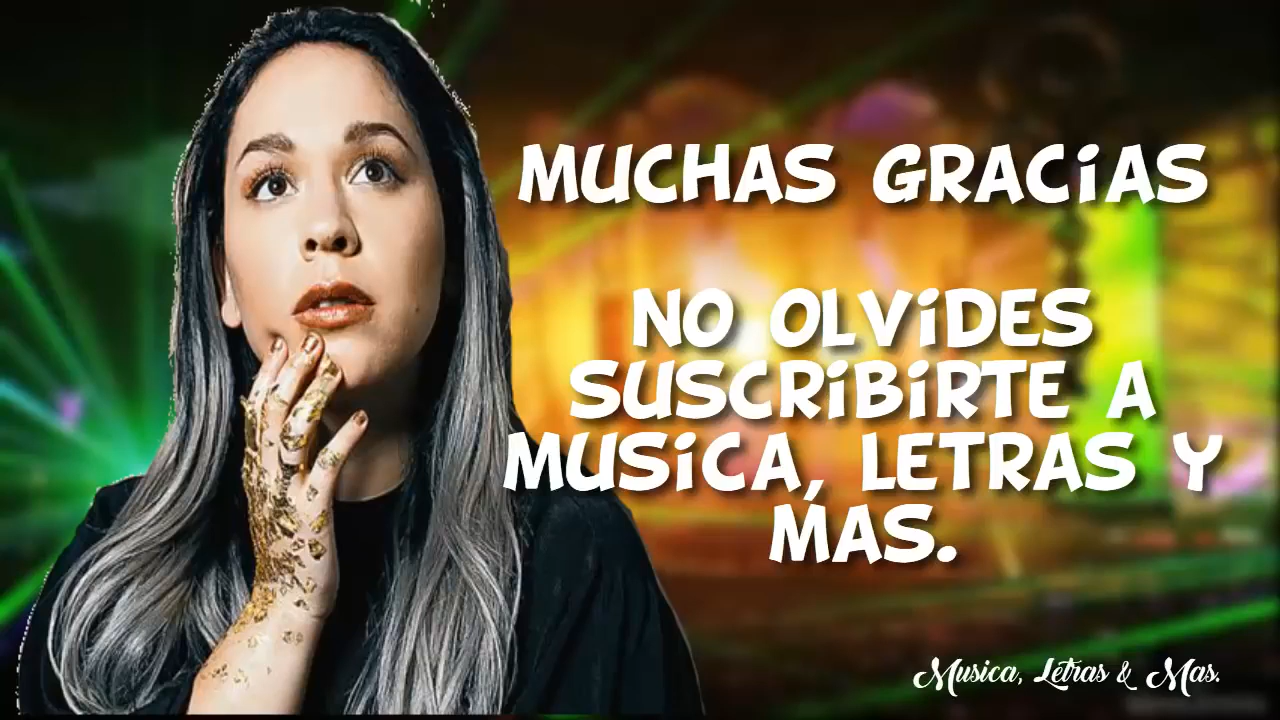 MUCHAS GRACiAS
NO OLViDES
SUSCRiBiRTE A
MUSiCA, LETRAS Y
MAS.
Musica, Letras & Mas.